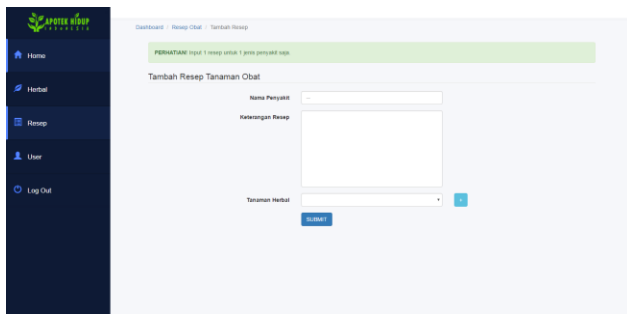 APOTEK HIDUP
INDONESIA
Dashboard / Resep Obat / Tambah Resep
Home
PERHATIAN! Input 1 resep untuk 1 jenis penyakit saja.
Tambah Resep Tanaman Obat
Herbal
Nama Penyakit
Keterangan Resep
Resep
User
Log Out
Tanaman Herbal
+
SUBMIT